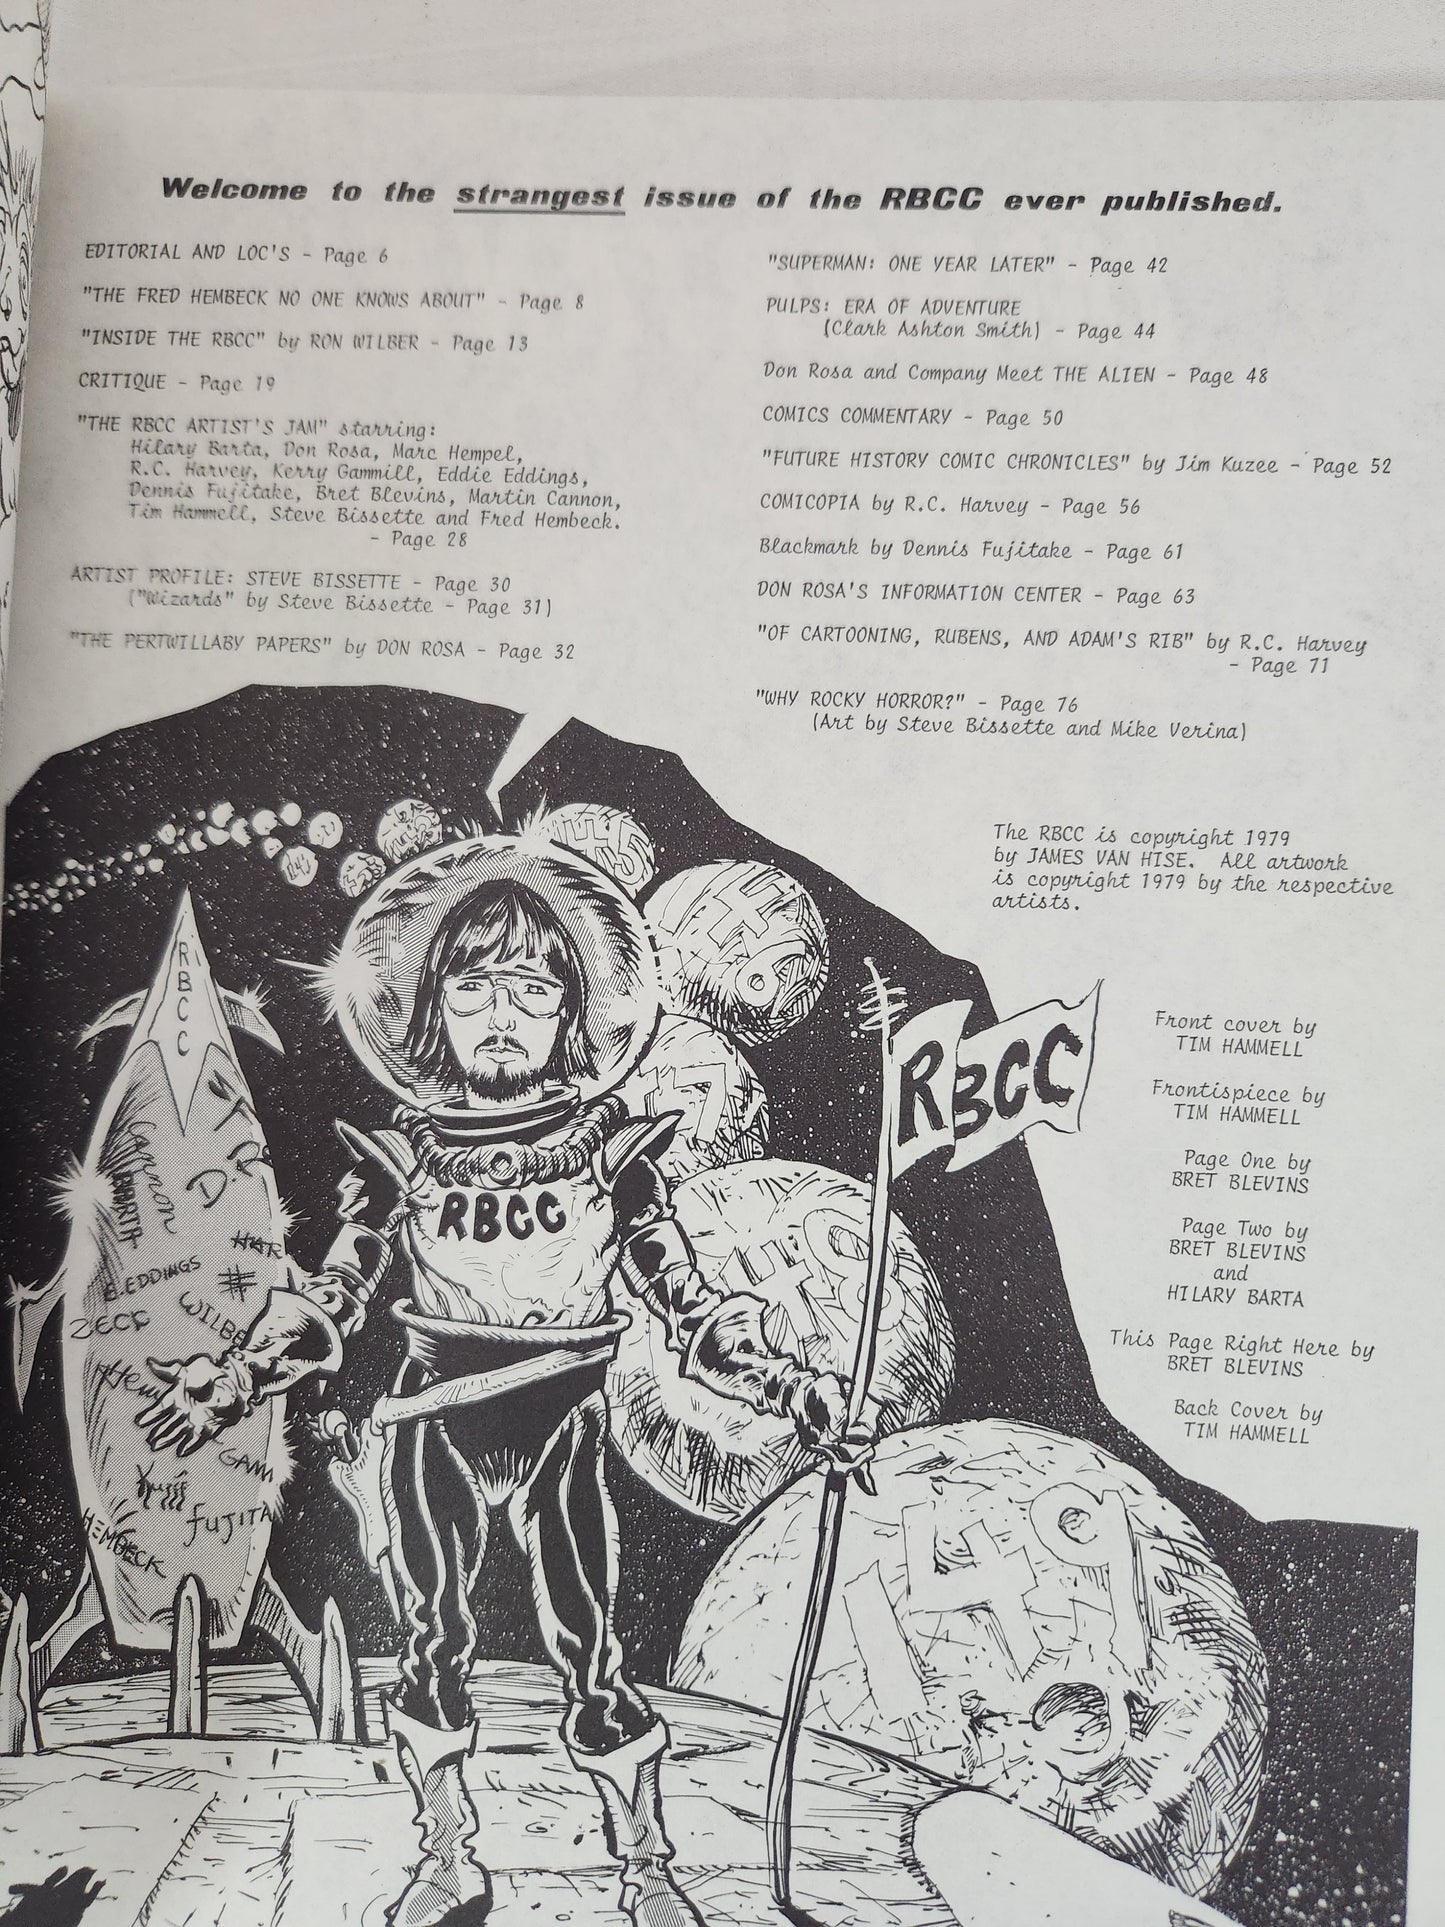 Welcome to the strangest issue of the RBCC ever published.
EDITORIAL AND LOC'S - Page 6
"THE FRED HEMBECK NO ONE KNOWS ABOUT" - Page 8
"INSIDE THE RBCC" by RON WILBER - Page 13
CRITIQUE - Page 19
"THE RBCC ARTIST'S JAM" starring:
Hilary Barta, Don Rosa, Marc Hempel,
R.C. Harvey, Kerry Gammill, Eddie Eddings,
Dennis Fujitake, Bret Blevins, Martin Cannon,
Tim Hammell, Steve Bissette and Fred Hembeck.
- Page 28
ARTIST PROFILE: STEVE BISSETTE - Page 30
("Wizards" by Steve Bissette - Page 31)
"THE PERTWILLABY PAPERS" by DON ROSA - Page 32
"SUPERMAN: ONE YEAR LATER" - Page 42
PULPS: ERA OF ADVENTURE
(Clark Ashton Smith) - Page 44
Don Rosa and Company Meet THE ALIEN - Page 48
COMICS COMMENTARY - Page 50
"FUTURE HISTORY COMIC CHRONICLES" by Jim Kuzee - Page 52
COMICOPIA by R.C. Harvey - Page 56
Blackmark by Dennis Fujitake - Page 61
DON ROSA'S INFORMATION CENTER - Page 63
"OF CARTOONING, RUBENS, AND ADAM'S RIB" by R.C. Harvey
- Page 71
"WHY ROCKY HORROR?" - Page 76
(Art by Steve Bissette and Mike Verina)
The RBCC is copyright 1979
by JAMES VAN HISE. All artwork
is copyright 1979 by the respective
artists.
Front cover by
TIM HAMMELL
Frontispiece by
TIM HAMMELL
Page One by
BRET BLEVINS
Page Two by
BRET BLEVINS
and
HILARY BARTA
This Page Right Here by
BRET BLEVINS
Back Cover by
TIM HAMMELL
145
146
147
148
149
RBCC
RBCC
RBCC
Cannon
BARTA
D.
HAR
E.EDDINGS
ZECK
WILBE
Hem
GAMM
FUJITA
HEMBECK